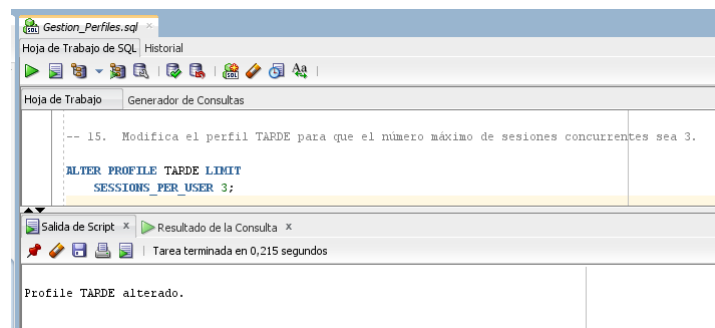 Gestion_Perfiles.sql
Hoja de Trabajo de SQL Historial
Hoja de Trabajo Generador de Consultas
-- 15. Modifica el perfil TARDE para que el número máximo de sesiones concurrentes sea 3.
ALTER PROFILE TARDE LIMIT
SESSIONS_PER_USER 3;
Salida de Script x Resultado de la Consulta x
Tarea terminada en 0,215 segundos
Profile TARDE alterado.